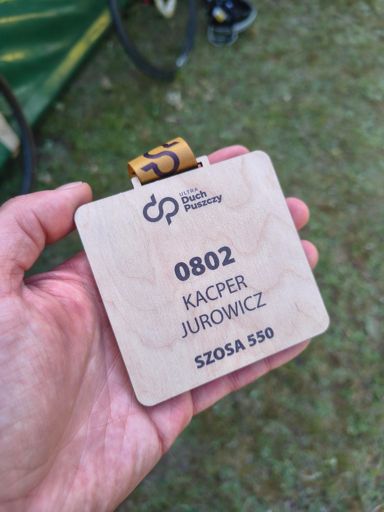 ULTRA
Duch
Puszczy
0802
KACPER
JUROWICZ
SZOSA 550